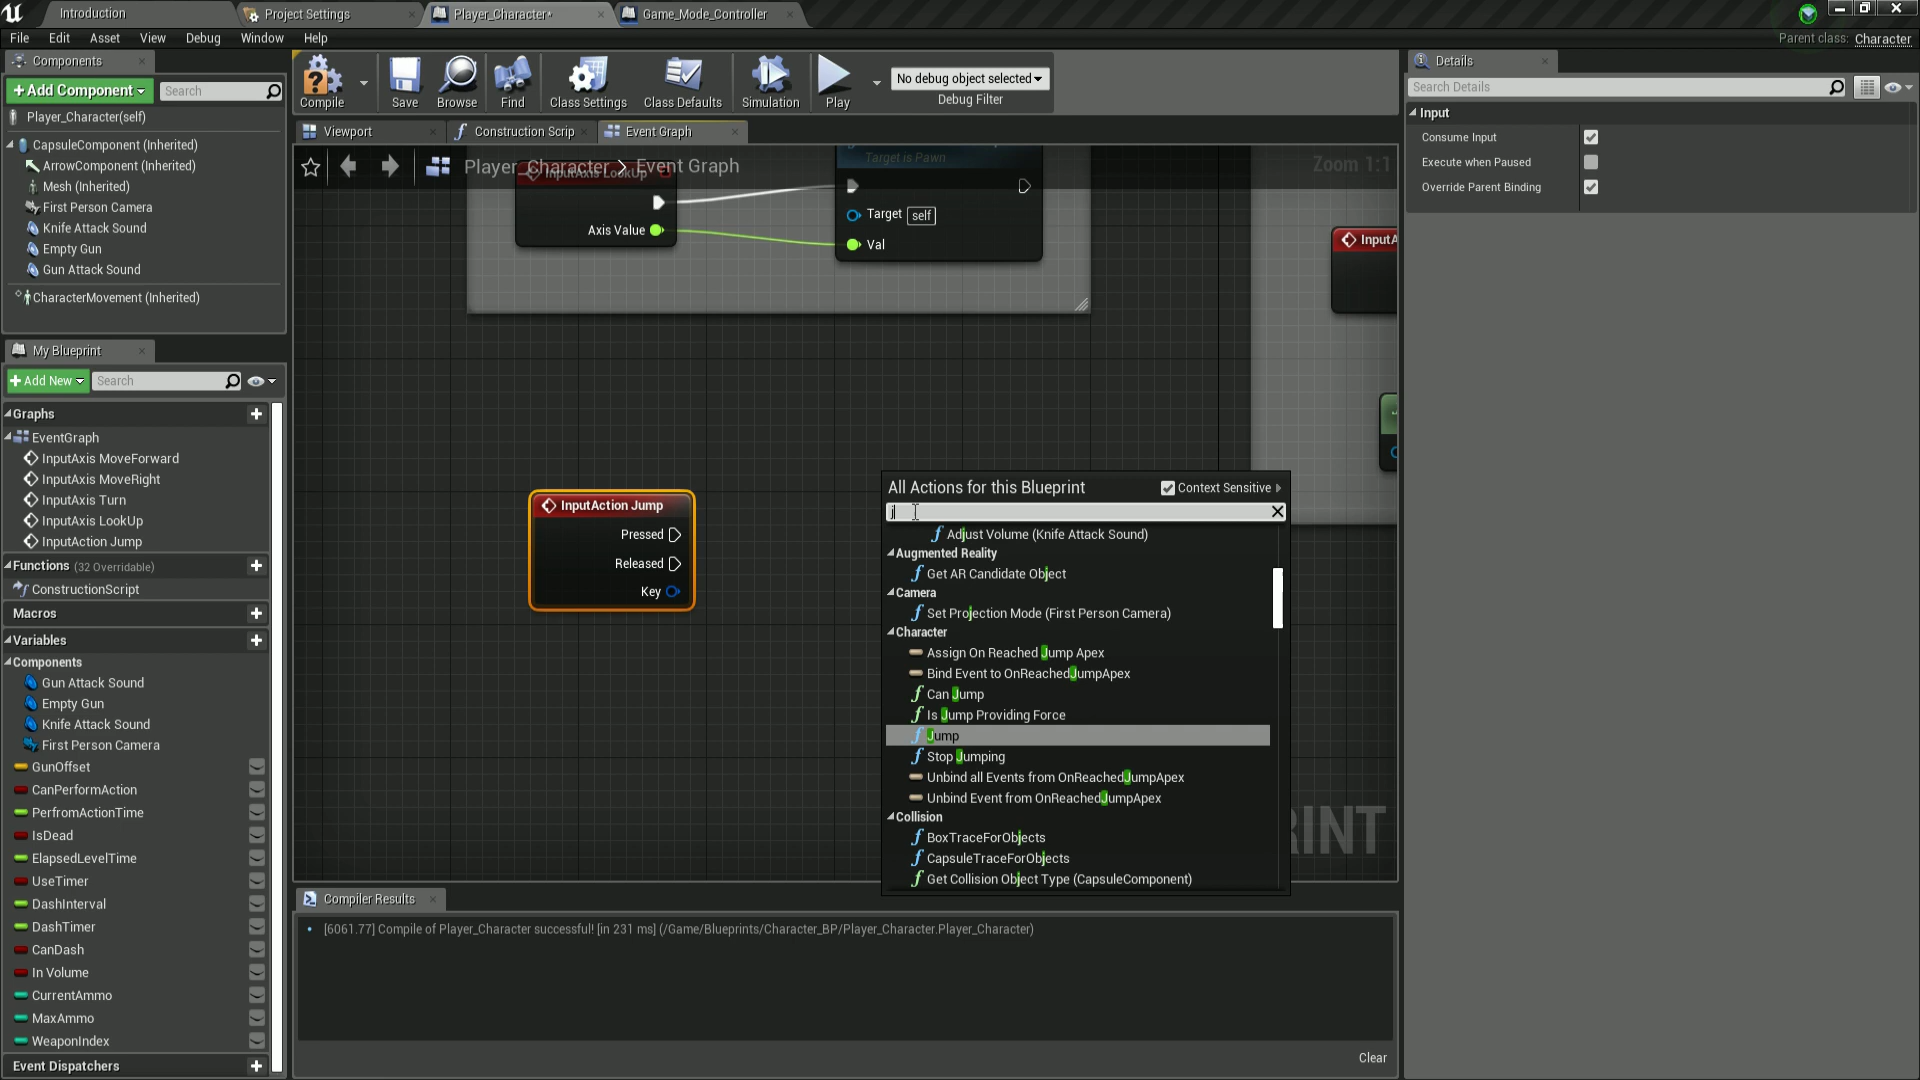 Introduction
Project Settings
Player_Character*
Game_Mode_Controller
File Edit Asset View Debug Window Help
Parent class: Character
Components
+Add Component
Search
Player_Character(self)
CapsuleComponent (Inherited)
ArrowComponent (Inherited)
Mesh (Inherited)
First Person Camera
Knife Attack Sound
Empty Gun
Gun Attack Sound
CharacterMovement (Inherited)
My Blueprint
+Add New
Search
Graphs
EventGraph
InputAxis MoveForward
InputAxis MoveRight
InputAxis Turn
InputAxis LookUp
InputAction Jump
Functions (32 Overridable)
ConstructionScript
Macros
Variables
Components
Gun Attack Sound
Empty Gun
Knife Attack Sound
First Person Camera
GunOffset
CanPerformAction
PerfromActionTime
IsDead
ElapsedLevelTime
UseTimer
DashInterval
DashTimer
CanDash
In Volume
CurrentAmmo
MaxAmmo
WeaponIndex
Event Dispatchers
Compile
Save
Browse
Find
Class Settings
Class Defaults
Simulation
Play
No debug object selected
Debug Filter
Viewport
Construction Scrip
Event Graph
Player_Character > Event Graph
Zoom 1:1
InputAxis LookUp
Axis Value
Target is Pawn
Target self
Val
InputA
InputAction Jump
Pressed
Released
Key
All Actions for this Blueprint
Context Sensitive
j
Adjust Volume (Knife Attack Sound)
Augmented Reality
Get AR Candidate Object
Camera
Set Projection Mode (First Person Camera)
Character
Assign On Reached Jump Apex
Bind Event to OnReachedJumpApex
Can Jump
Is Jump Providing Force
Jump
Stop Jumping
Unbind all Events from OnReachedJumpApex
Unbind Event from OnReachedJumpApex
Collision
BoxTraceForObjects
CapsuleTraceForObjects
Get Collision Object Type (CapsuleComponent)
RINT
Compiler Results
[6061.77] Compile of Player_Character successful! [in 231 ms] (/Game/Blueprints/Character_BP/Player_Character.Player_Character)
Clear
Details
Search Details
Input
Consume Input
Execute when Paused
Override Parent Binding